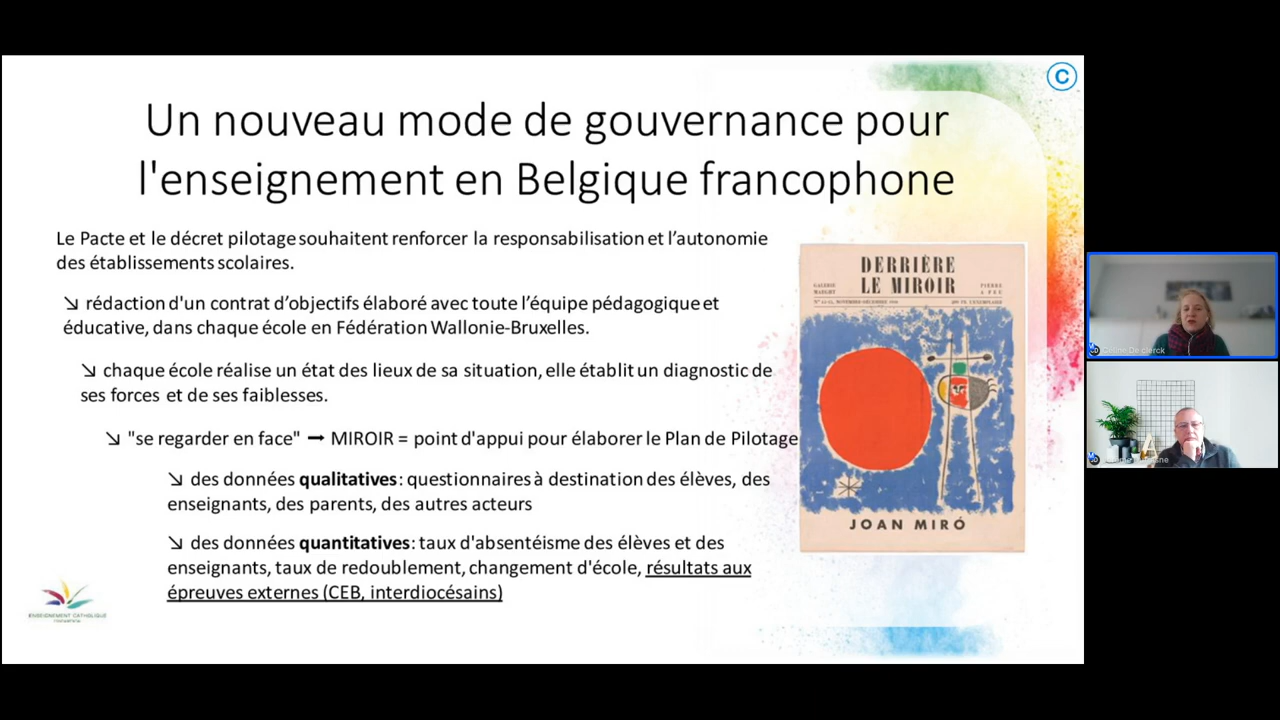 C
Un nouveau mode de gouvernance pour
l'enseignement en Belgique francophone
Le Pacte et le décret pilotage souhaitent renforcer la responsabilisation et l’autonomie
des établissements scolaires.
↘ rédaction d'un contrat d’objectifs élaboré avec toute l’équipe pédagogique et
éducative, dans chaque école en Fédération Wallonie-Bruxelles.
↘ chaque école réalise un état des lieux de sa situation, elle établit un diagnostic de
ses forces et de ses faiblesses.
↘ "se regarder en face" ➞ MIROIR = point d'appui pour élaborer le Plan de Pilotage
↘ des données qualitatives: questionnaires à destination des élèves, des
enseignants, des parents, des autres acteurs
↘ des données quantitatives: taux d'absentéisme des élèves et des
enseignants, taux de redoublement, changement d'école, résultats aux
épreuves externes (CEB, interdiocésains)
DERRIÈRE
LE MIROIR
GALERIE
MAEGHT
JOAN MIRÓ
ENSEIGNEMENT CATHOLIQUE
Céline De clerck